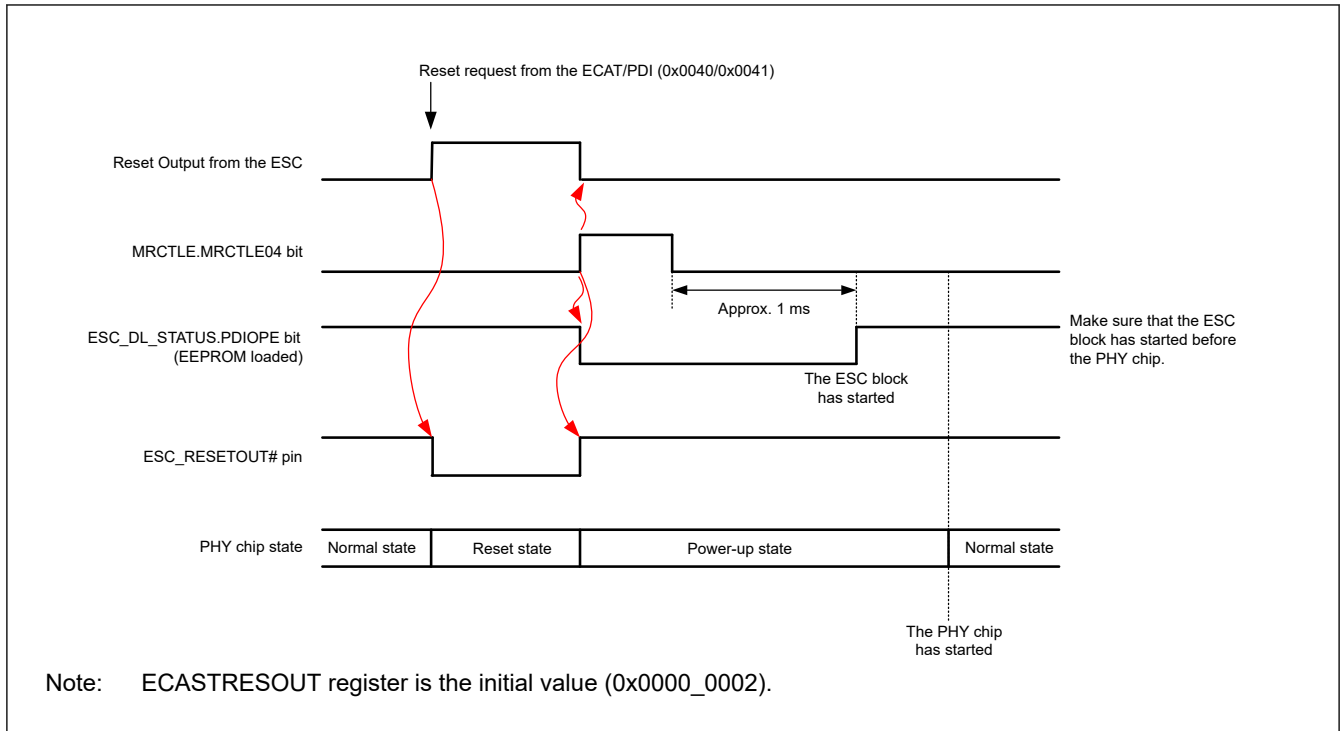 Reset request from the ECAT/PDI (0x0040/0x0041)
Reset Output from the ESC
MRCTLE.MRCTLE04 bit
Approx. 1 ms
ESC_DL_STATUS.PDIOPE bit
(EEPROM loaded)
Make sure that the ESC
block has started before
the PHY chip.
The ESC block
has started
ESC_RESETOUT# pin
PHY chip state
Normal state
Reset state
Power-up state
Normal state
The PHY chip
has started
Note: ECASTRESOUT register is the initial value (0x0000_0002).